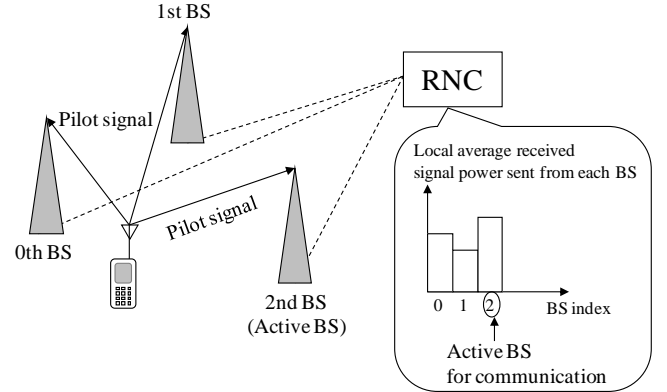 1st BS
RNC
Pilot signal
0th BS
Pilot signal
2nd BS
(Active BS)
Local average received
signal power sent from each BS
0 1 2
BS index
Active BS
for communication